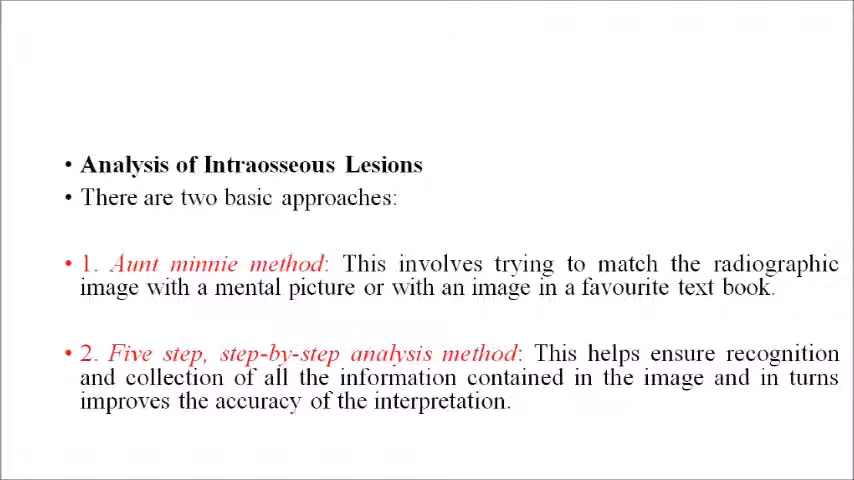 • Analysis of Intraosseous Lesions
• There are two basic approaches:
• 1. Aunt minnie method: This involves trying to match the radiographic
image with a mental picture or with an image in a favourite text book.
• 2. Five step, step-by-step analysis method: This helps ensure recognition
and collection of all the information contained in the image and in turns
improves the accuracy of the interpretation.